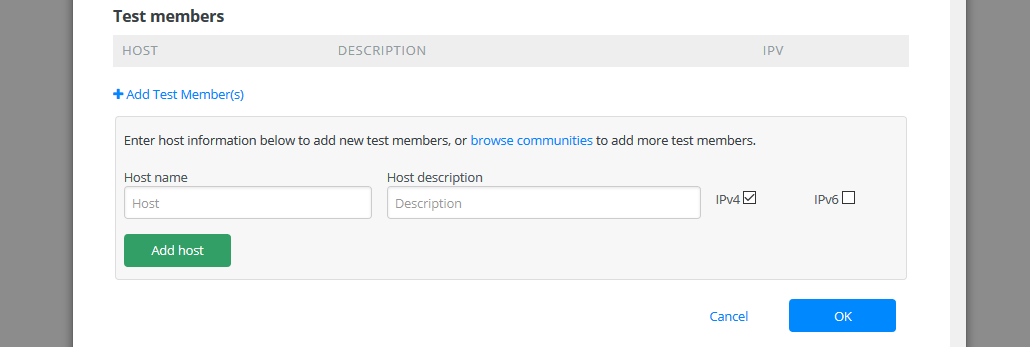 Test members
HOST DESCRIPTION IPV
Add Test Member(s)
Enter host information below to add new test members, or browse communities to add more test members.
Host name Host description
Host Description IPv4 IPv6
Add host
Cancel OK